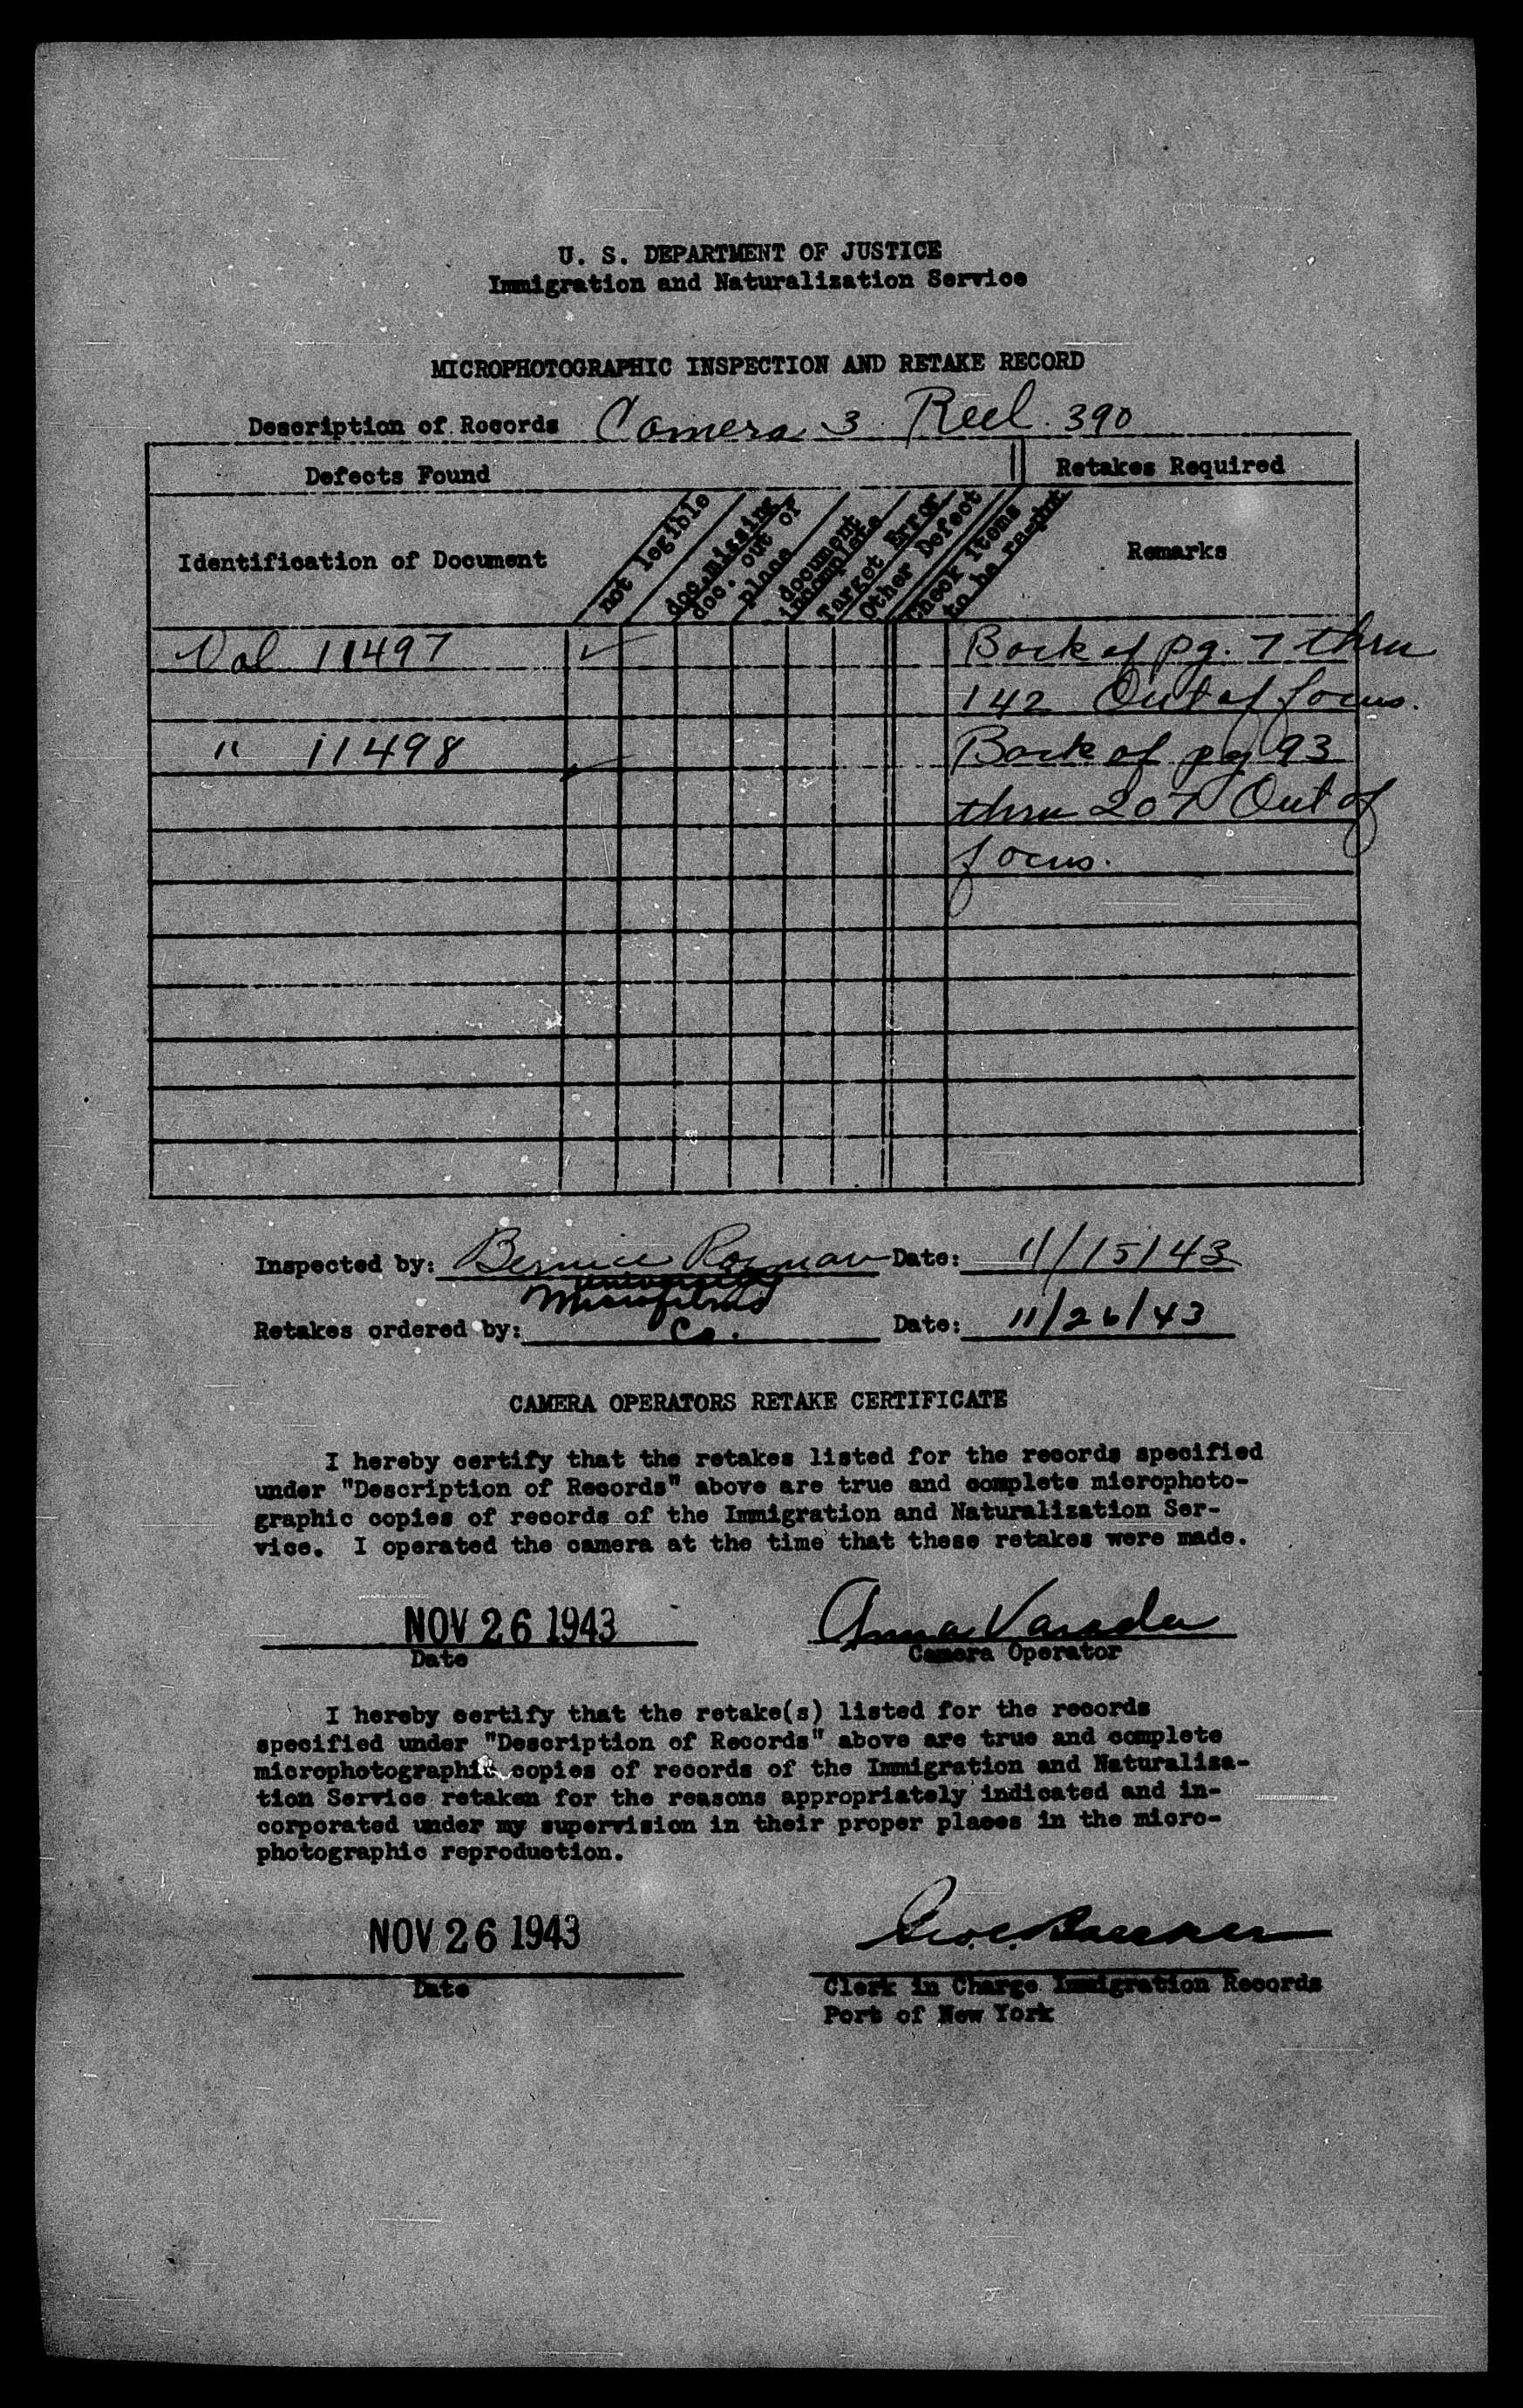 U. S. DEPARTMENT OF JUSTICE
Immigration and Naturalization Service
MICROPHOTOGRAPHIC INSPECTION AND RETAKE RECORD
Description of Records Camera 3 Reel 390
Defects Found Retakes Required
Identification of Document
not legible
doc. missing
doc. out of
place
document
incomplete
Target Error
Other Defect
Check Items
to be
Remarks
Vol 11497 ✓ Back of pg. 7 thru
142 Out of focus.
" 11498 ✓ Back of pg 93
thru 207 Out of
focus.
Inspected by: Bernice Date: 11/15/43
Microfilms
Retakes ordered by: Co. Date: 11/26/43
CAMERA OPERATORS RETAKE CERTIFICATE
I hereby certify that the retakes listed for the records specified
under "Description of Records" above are true and complete microphoto-
graphic copies of records of the Immigration and Naturalization Ser-
vice. I operated the camera at the time that these retakes were made.
NOV 26 1943 Anna
Date Camera Operator
I hereby certify that the retake(s) listed for the records
specified under "Description of Records" above are true and complete
microphotographic copies of records of the Immigration and Naturaliza-
tion Service retaken for the reasons appropriately indicated and in-
corporated under my supervision in their proper places in the micro-
photographic reproduction.
NOV 26 1943
Date Clerk in Charge Immigration Records
Port of New York